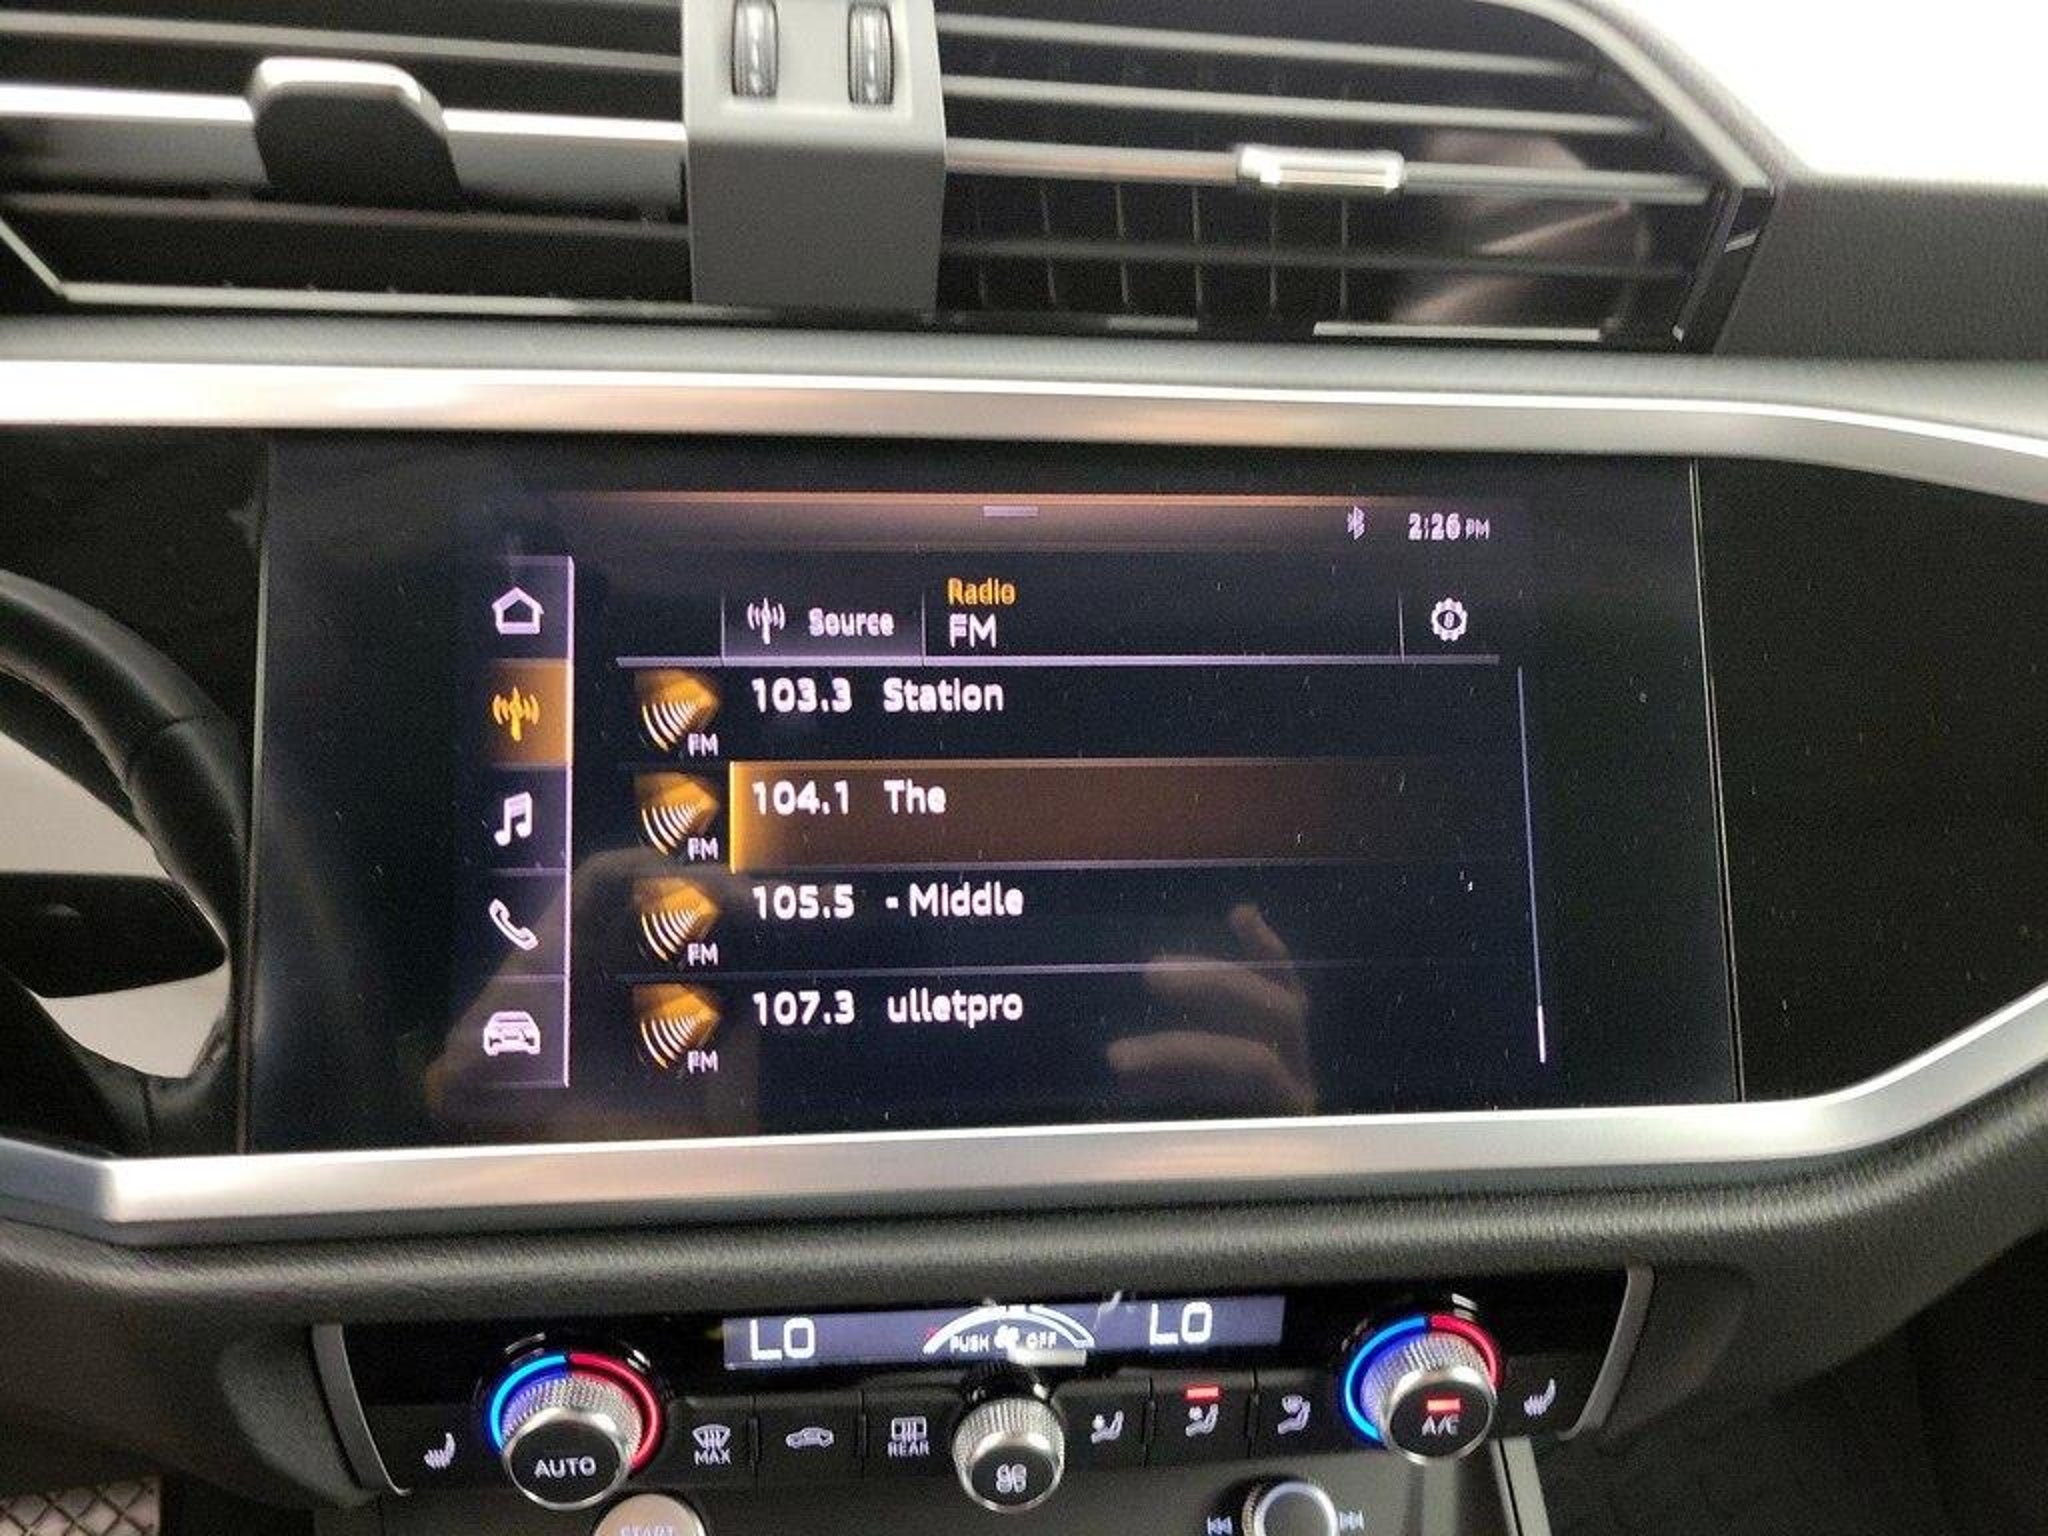 2:26 PM
Source
Radio
FM
103.3 Station
FM
104.1 The
FM
105.5 - Middle
FM
107.3 ulletpro
FM
LO
PUSH OFF
LO
AUTO
MAX
REAR
A/C
START